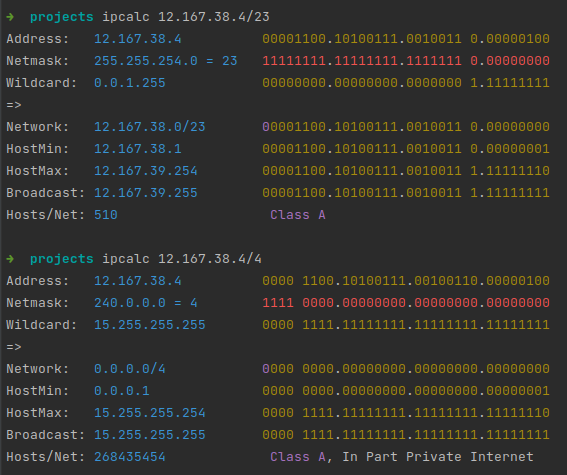 ➜  projects ipcalc 12.167.38.4/23
Address:   12.167.38.4          00001100.10100111.0010011 0.00000100
Netmask:   255.255.254.0 = 23   11111111.11111111.1111111 0.00000000
Wildcard:  0.0.1.255            00000000.00000000.0000000 1.11111111
=>
Network:   12.167.38.0/23       00001100.10100111.0010011 0.00000000
HostMin:   12.167.38.1          00001100.10100111.0010011 0.00000001
HostMax:   12.167.39.254        00001100.10100111.0010011 1.11111110
Broadcast: 12.167.39.255        00001100.10100111.0010011 1.11111111
Hosts/Net: 510                   Class A

➜  projects ipcalc 12.167.38.4/4
Address:   12.167.38.4          0000 1100.10100111.00100110.00000100
Netmask:   240.0.0.0 = 4        1111 0000.00000000.00000000.00000000
Wildcard:  15.255.255.255       0000 1111.11111111.11111111.11111111
=>
Network:   0.0.0.0/4            0000 0000.00000000.00000000.00000000
HostMin:   0.0.0.1              0000 0000.00000000.00000000.00000001
HostMax:   15.255.255.254       0000 1111.11111111.11111111.11111110
Broadcast: 15.255.255.255       0000 1111.11111111.11111111.11111111
Hosts/Net: 268435454             Class A, In Part Private Internet